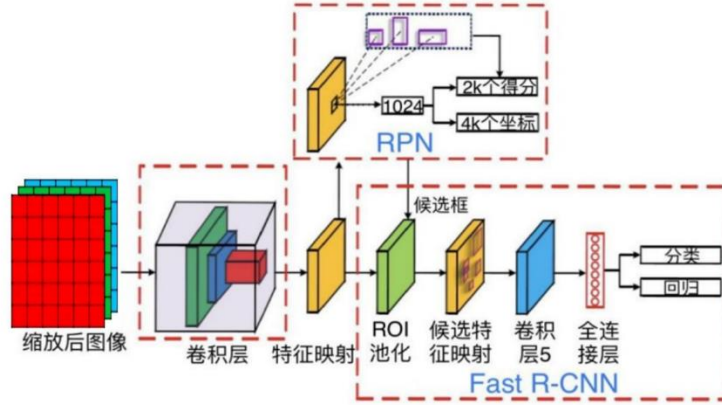 2k个得分
1024
4k个坐标
RPN
候选框
分类
回归
缩放后图像
卷积层
特征映射
ROI
池化
候选特
征映射
卷积
层5
全连
接层
Fast R-CNN